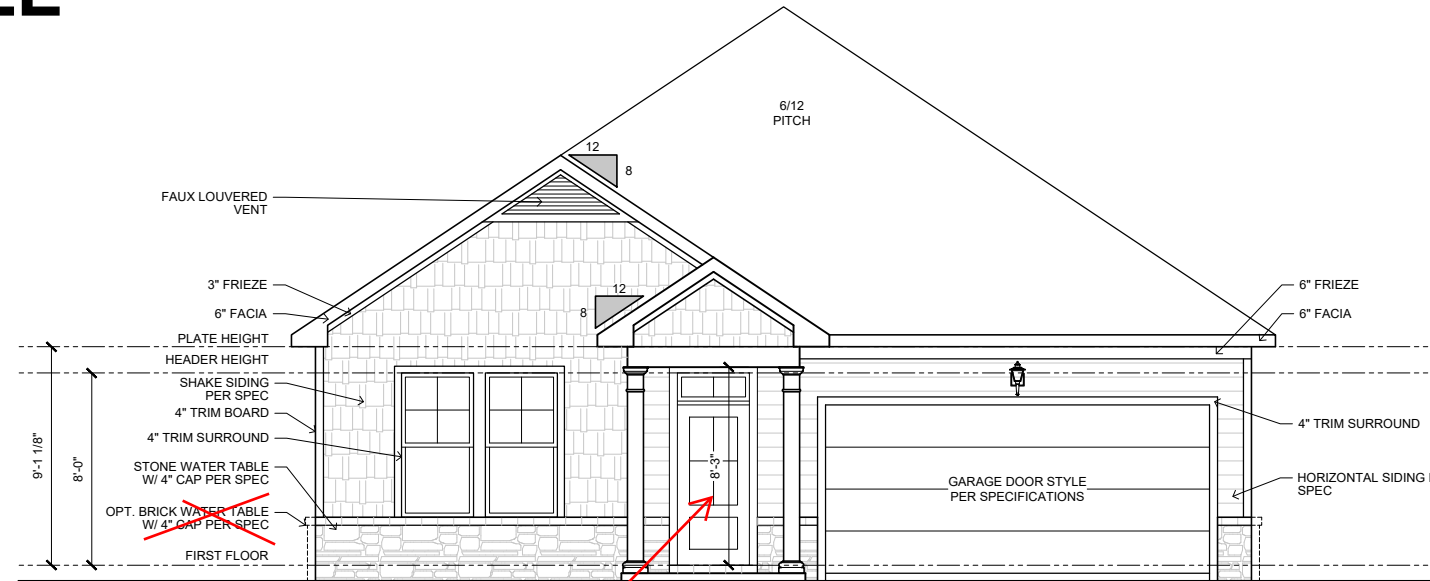 6/12
PITCH
12
8
FAUX LOUVERED
VENT
3" FRIEZE
12
6" FRIEZE
6" FACIA
8
6" FACIA
PLATE HEIGHT
HEADER HEIGHT
SHAKE SIDING
PER SPEC
4" TRIM BOARD
4" TRIM SURROUND
4" TRIM SURROUND
9'-1 1/8"
8'-0"
8'-3"
STONE WATER TABLE
W/ 4" CAP PER SPEC
GARAGE DOOR STYLE
PER SPECIFICATIONS
HORIZONTAL SIDING
SPEC
OPT. BRICK WATER TABLE
W/ 4" CAP PER SPEC
FIRST FLOOR